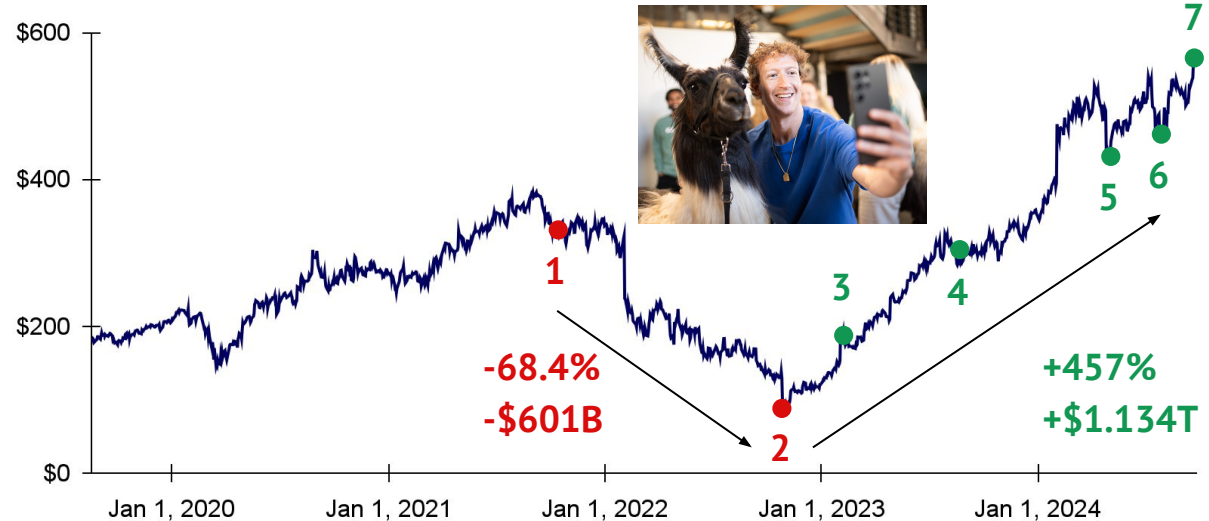 7
$600
$400
5
6
1
3
4
$200
-68.4%
-$601B
+457%
+$1.134T
2
$0
Jan 1, 2020
Jan 1, 2021
Jan 1, 2022
Jan 1, 2023
Jan 1, 2024